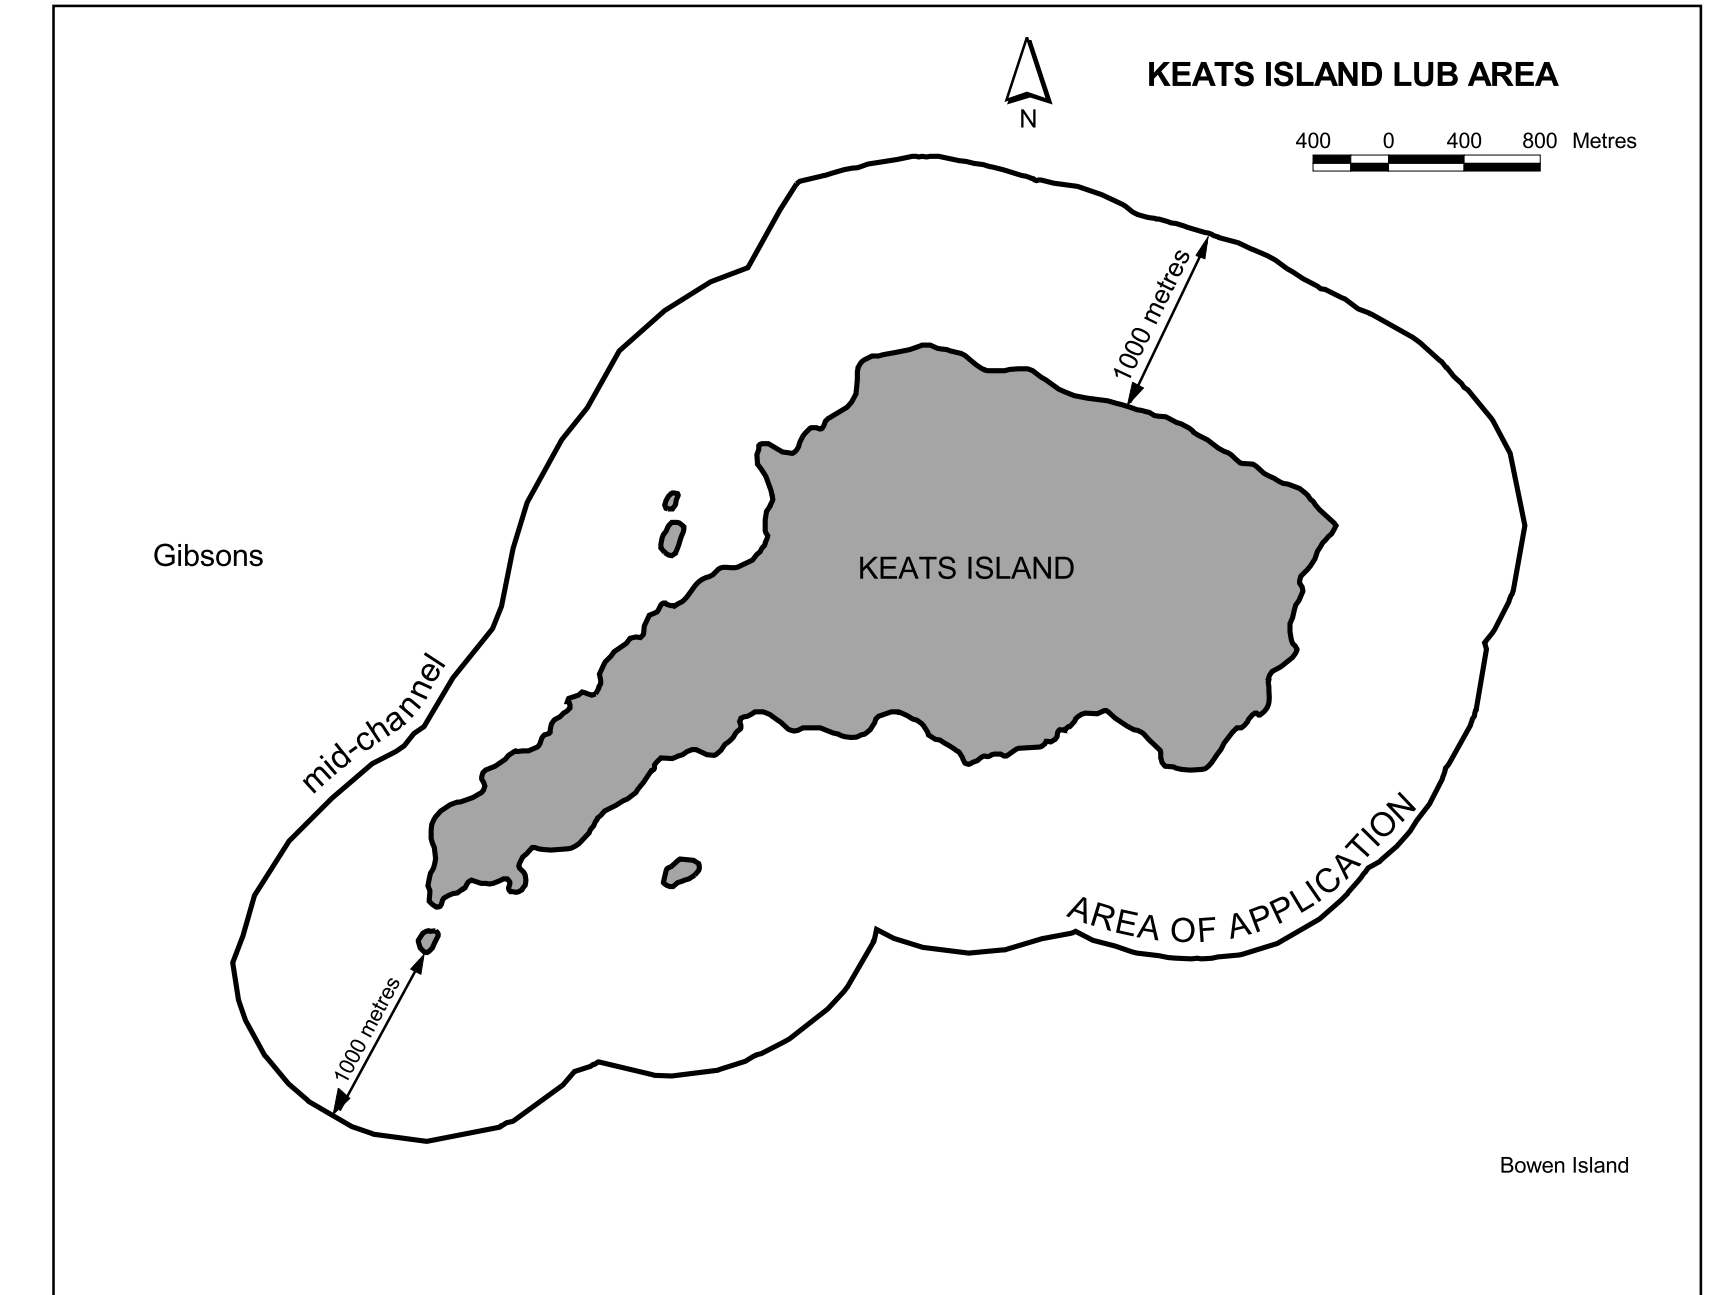 KEATS ISLAND LUB AREA
N
400 0 400 800 Metres
1000 metres
Gibsons
KEATS ISLAND
mid-channel
AREA OF APPLICATION
1000 metres
Bowen Island